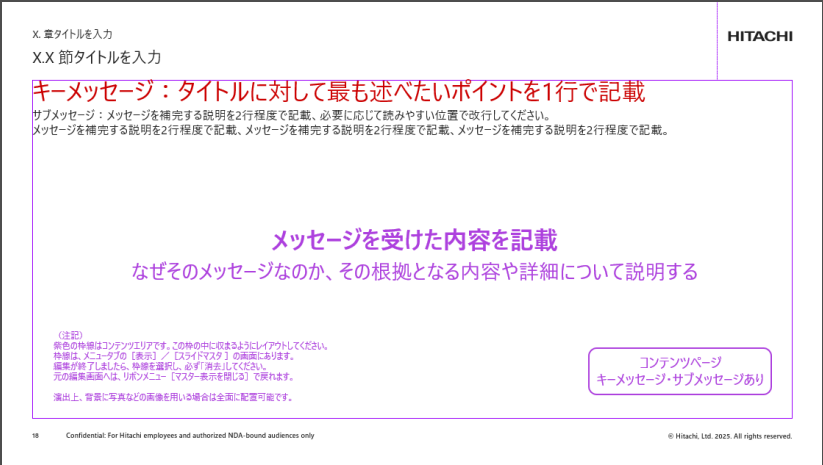 X. 章タイトルを入力
X.X 節タイトルを入力
HITACHI
キーメッセージ：タイトルに対して最も述べたいポイントを1行で記載
サブメッセージ：メッセージを補完する説明を2行程度で記載、必要に応じて読みやすい位置で改行してください。
メッセージを補完する説明を2行程度で記載、メッセージを補完する説明を2行程度で記載、メッセージを補完する説明を2行程度で記載。
メッセージを受けた内容を記載
なぜそのメッセージなのか、その根拠となる内容や詳細について説明する
（注記）
紫色の枠線はコンテンツエリアです。この枠の中に収まるようにレイアウトしてください。
枠線は、メニュータブの［表示］／［スライドマスタ］の画面にあります。
編集が終了しましたら、枠線を選択し、必ず「消去」してください。
元の編集画面へは、リボンメニュー［マスター表示を閉じる］で戻れます。
演出上、背景に写真などの画像を用いる場合は全面に配置可能です。
コンテンツページ
キーメッセージ・サブメッセージあり
18 Confidential: For Hitachi employees and authorized NDA-bound audiences only
© Hitachi, Ltd. 2025. All rights reserved.